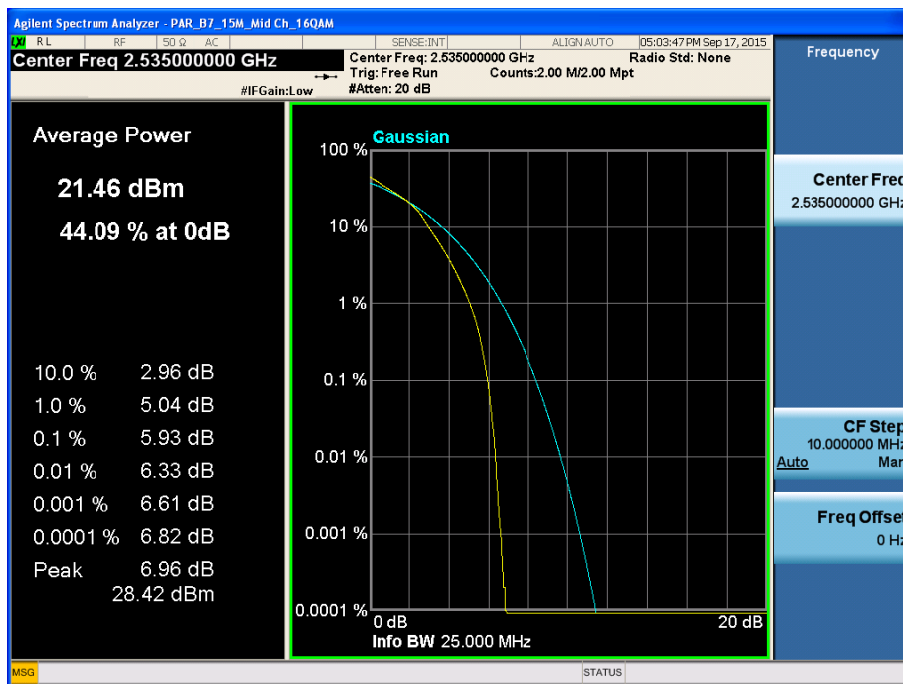 Agilent Spectrum Analyzer - PAR_B7_15M_Mid Ch_16QAM
LXI RL RF 50 Ω AC SENSE:INT ALIGN AUTO 05:03:47 PM Sep 17, 2015
Center Freq 2.535000000 GHz
Center Freq: 2.535000000 GHz Radio Std: None
Trig: Free Run Counts:2.00 M/2.00 Mpt
#IFGain:Low #Atten: 20 dB
Average Power
21.46 dBm
44.09 % at 0dB
10.0 % 2.96 dB
1.0 % 5.04 dB
0.1 % 5.93 dB
0.01 % 6.33 dB
0.001 % 6.61 dB
0.0001 % 6.82 dB
Peak 6.96 dB
28.42 dBm
Gaussian
100 %
10 %
1 %
0.1 %
0.01 %
0.001 %
0.0001 %
0 dB 20 dB
Info BW 25.000 MHz
Frequency
Center Freq
2.535000000 GHz
CF Step
10.000000 MHz
Auto Man
Freq Offset
0 Hz
MSG STATUS